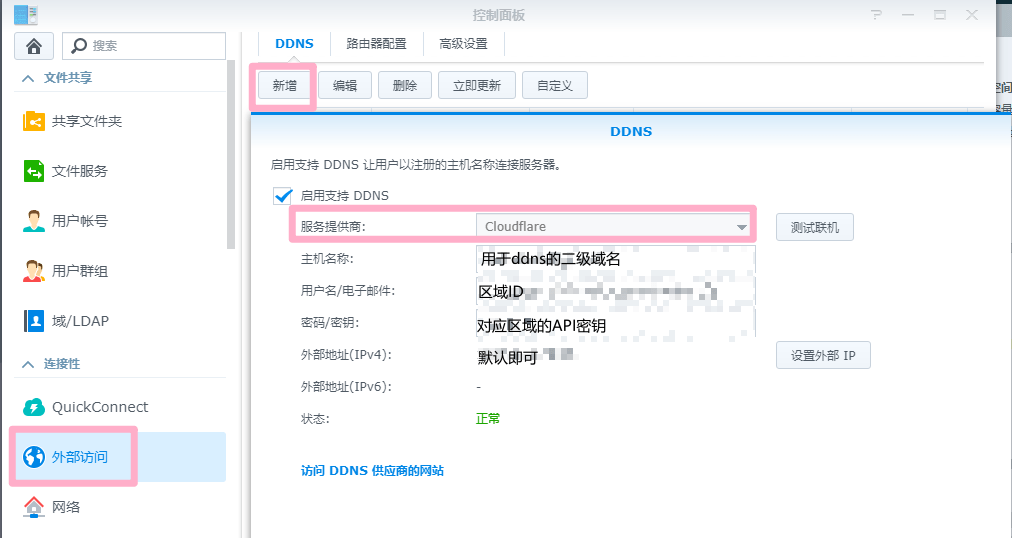 控制面板
搜索
文件共享
共享文件夹
文件服务
用户帐号
用户群组
域/LDAP
连接性
QuickConnect
外部访问
网络
DDNS 路由器配置 高级设置
新增 编辑 删除 立即更新 自定义
DDNS
启用支持 DDNS 让用户以注册的主机名称连接服务器。
启用支持 DDNS
服务提供商: Cloudflare 测试联机
主机名称: 用于ddns的二级域名
用户名/电子邮件: 区域ID
密码/密钥: 对应区域的API密钥
外部地址(IPv4): 默认即可 设置外部 IP
外部地址(IPv6): -
状态: 正常
访问 DDNS 供应商的网站
空间